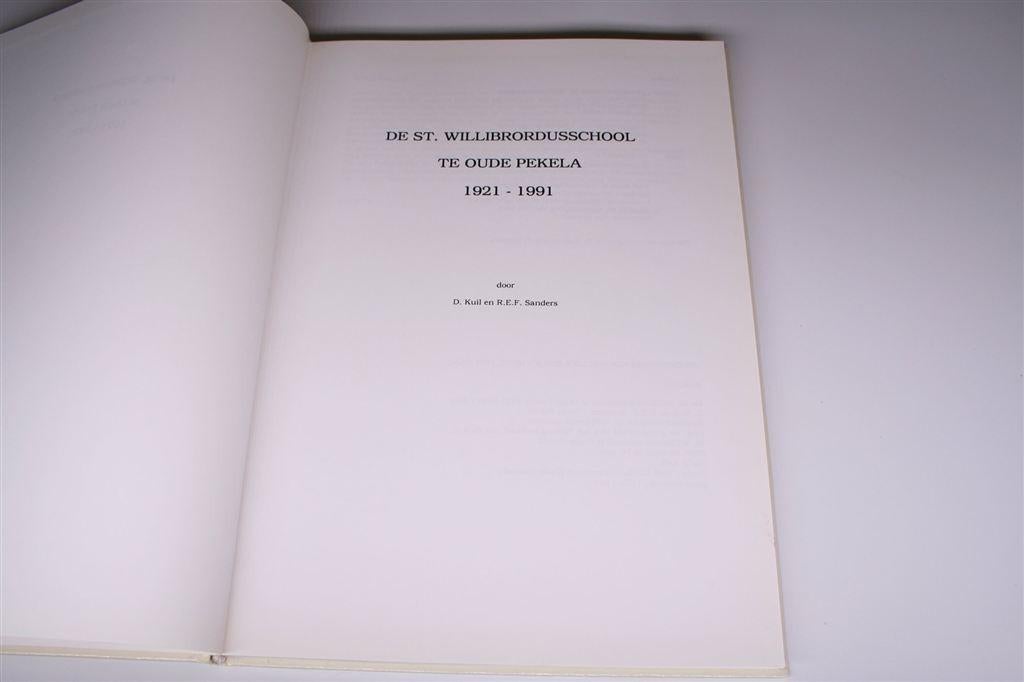 DE ST. WILLIBRORDUSSCHOOL
TE OUDE PEKELA
1921 - 1991
door
D. Kuil en R.E.F. Sanders